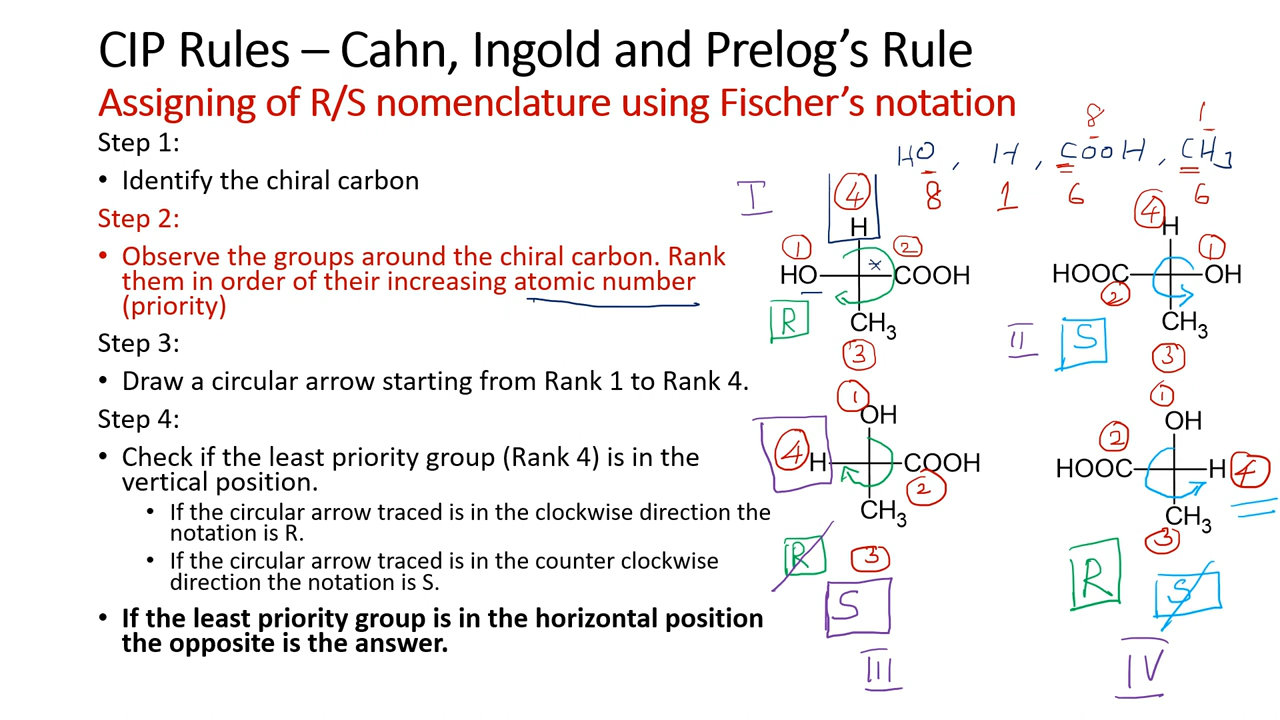 CIP Rules – Cahn, Ingold and Prelog's Rule
Assigning of R/S nomenclature using Fischer's notation
Step 1:
• Identify the chiral carbon
Step 2:
• Observe the groups around the chiral carbon. Rank
them in order of their increasing atomic number
(priority)
Step 3:
• Draw a circular arrow starting from Rank 1 to Rank 4.
Step 4:
• Check if the least priority group (Rank 4) is in the
vertical position.
• If the circular arrow traced is in the clockwise direction the
notation is R.
• If the circular arrow traced is in the counter clockwise
direction the notation is S.
• If the least priority group is in the horizontal position
the opposite is the answer.
8 1
HO, H, COOH, CH3
8 1 6 6
I
4
H
1 2
HO * COOH
R
CH3
3
4
H
1
HOOC OH
2
II S
CH3
3
1
OH
4 H COOH
2
CH3
R 3
S
III
1
OH
2
HOOC H 4
CH3
3
R S
IV